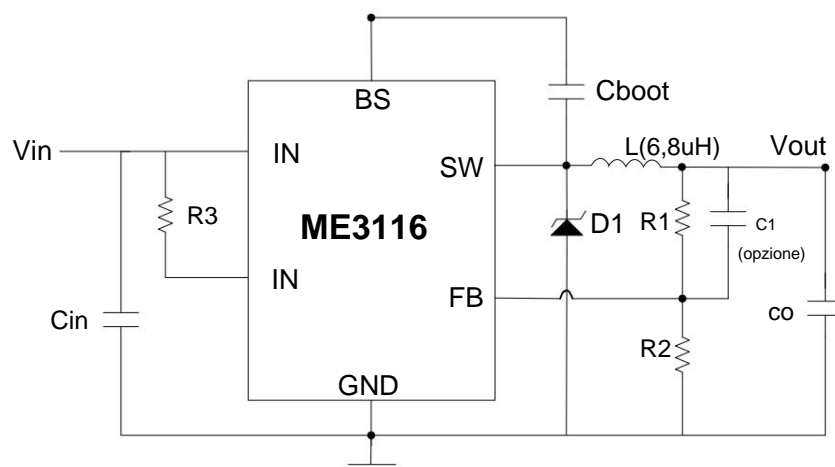 BS
Cboot
Vin
IN
SW
L(6,8uH)
Vout
R3
ME3116
D1
R1
C1
(opzione)
IN
FB
Cin
co
R2
GND